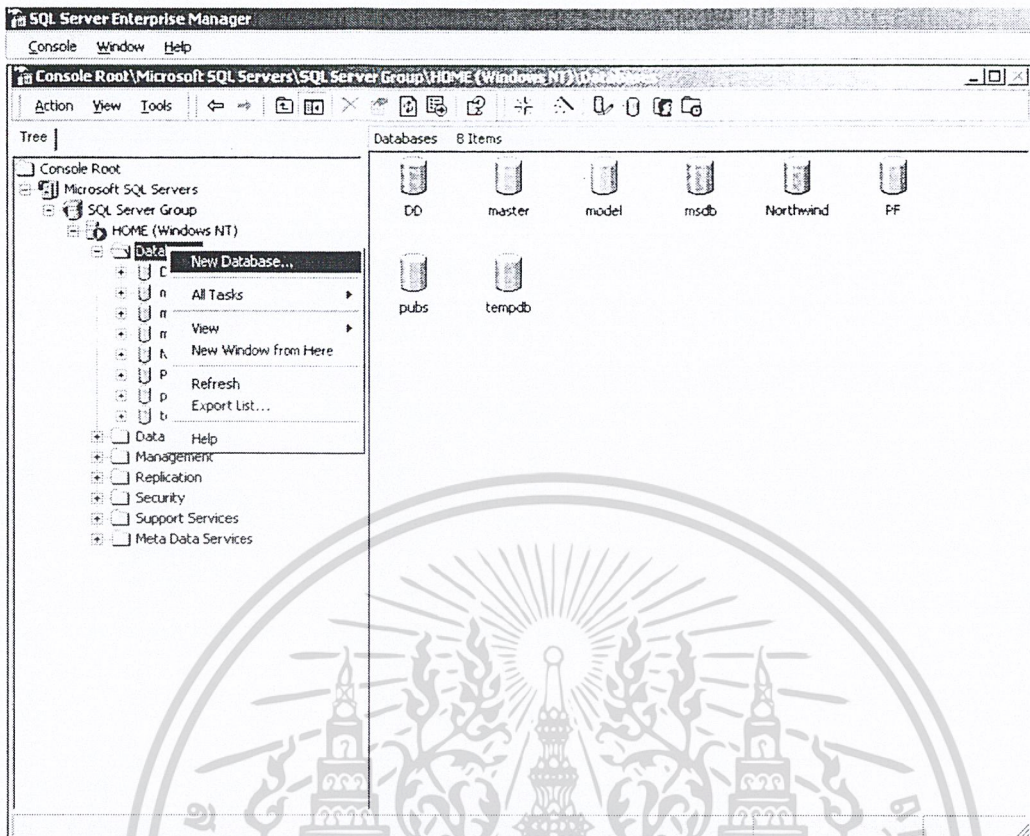 SQL Server Enterprise Manager
Console Window Help
Console Root\Microsoft SQL Servers\SQL Server Group\HOME (Windows NT)\Databases
Action View Tools
Tree
Databases 8 Items
Console Root
Microsoft SQL Servers
SQL Server Group
HOME (Windows NT)
Data
New Database...
All Tasks
View
New Window from Here
Refresh
Export List...
Help
D
n
m
m
N
P
p
t
Data
Management
Replication
Security
Support Services
Meta Data Services
DD master model msdb Northwind PF
pubs tempdb